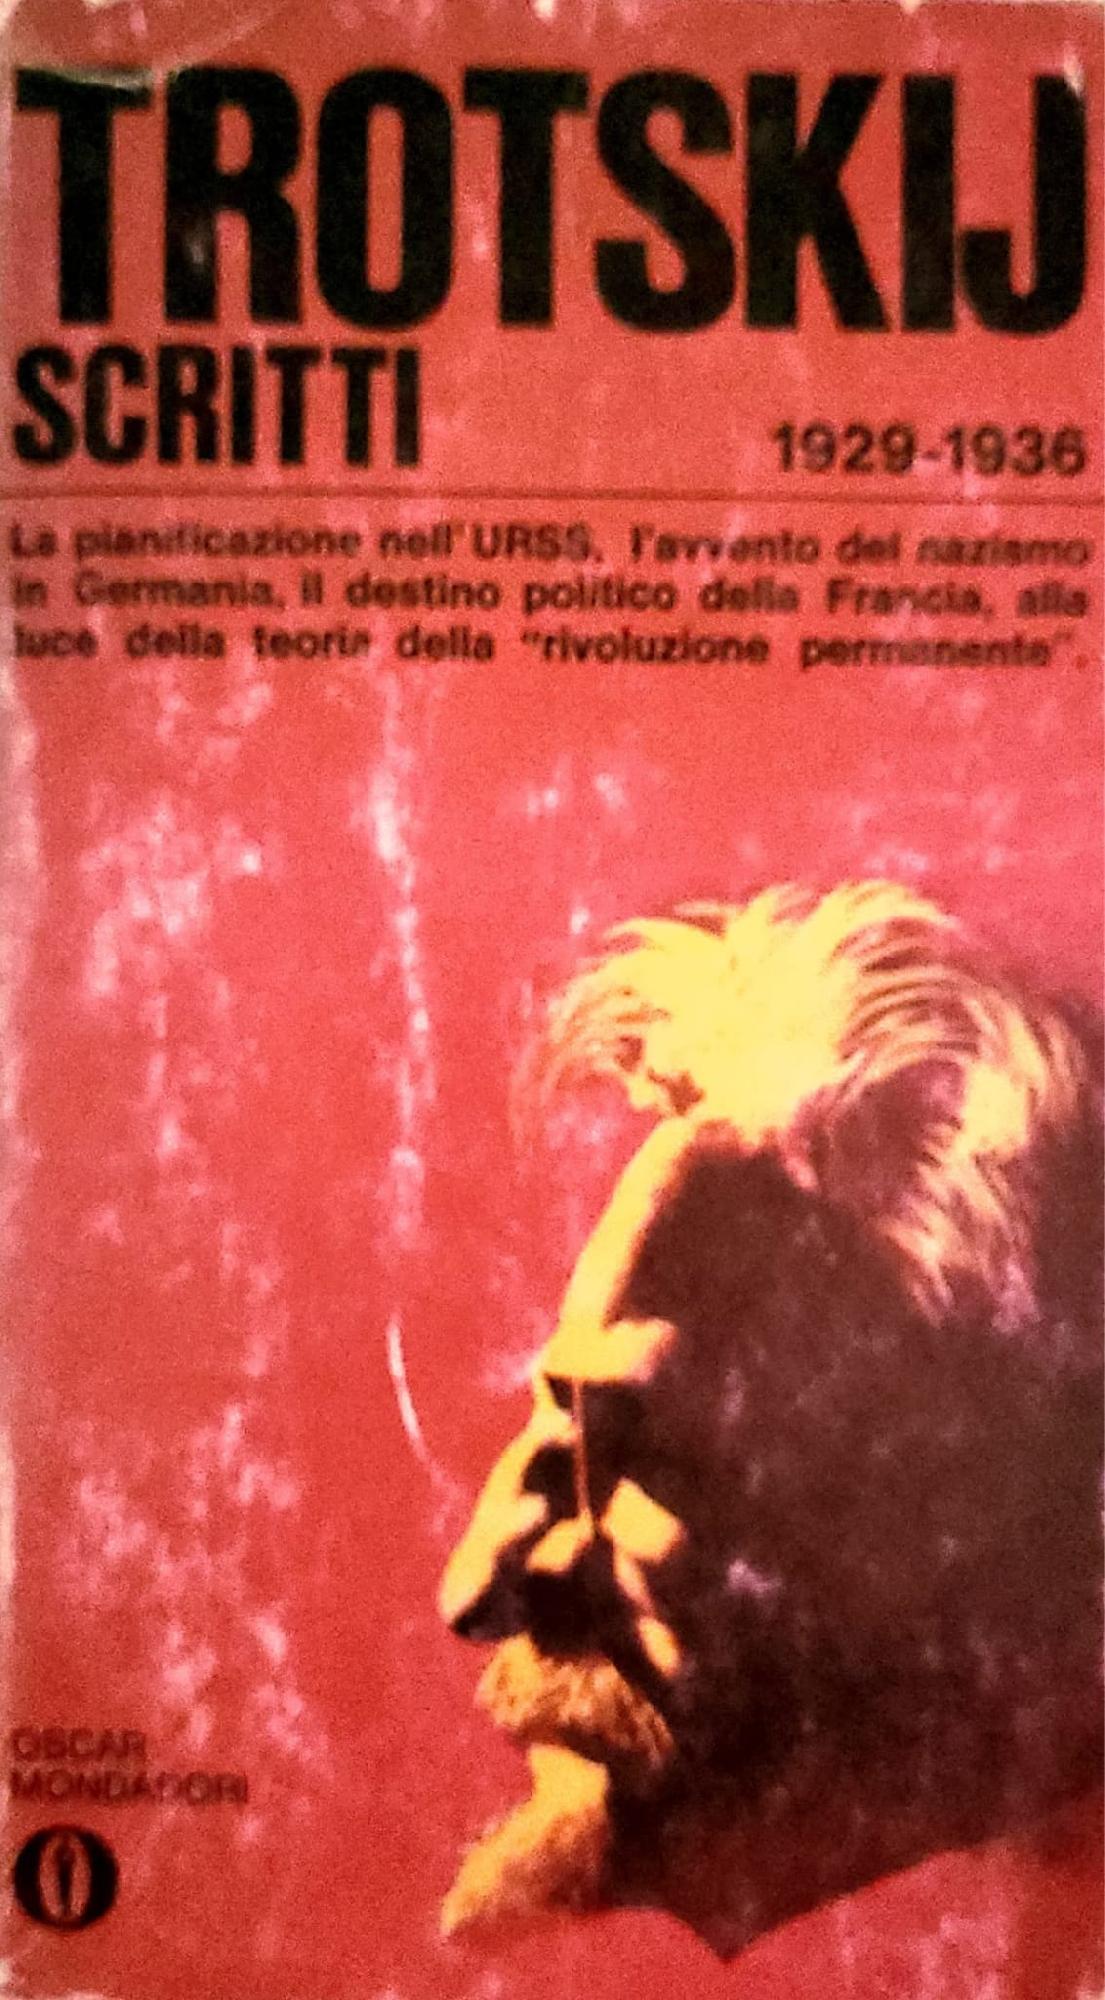 TROTSKIJ
SCRITTI
1929-1936
La pianificazione nell'URSS, l'avvento del nazismo
in Germania, il destino politico della Francia, alla
luce della teoria della "rivoluzione permanente".
OSCAR
MONDADORI